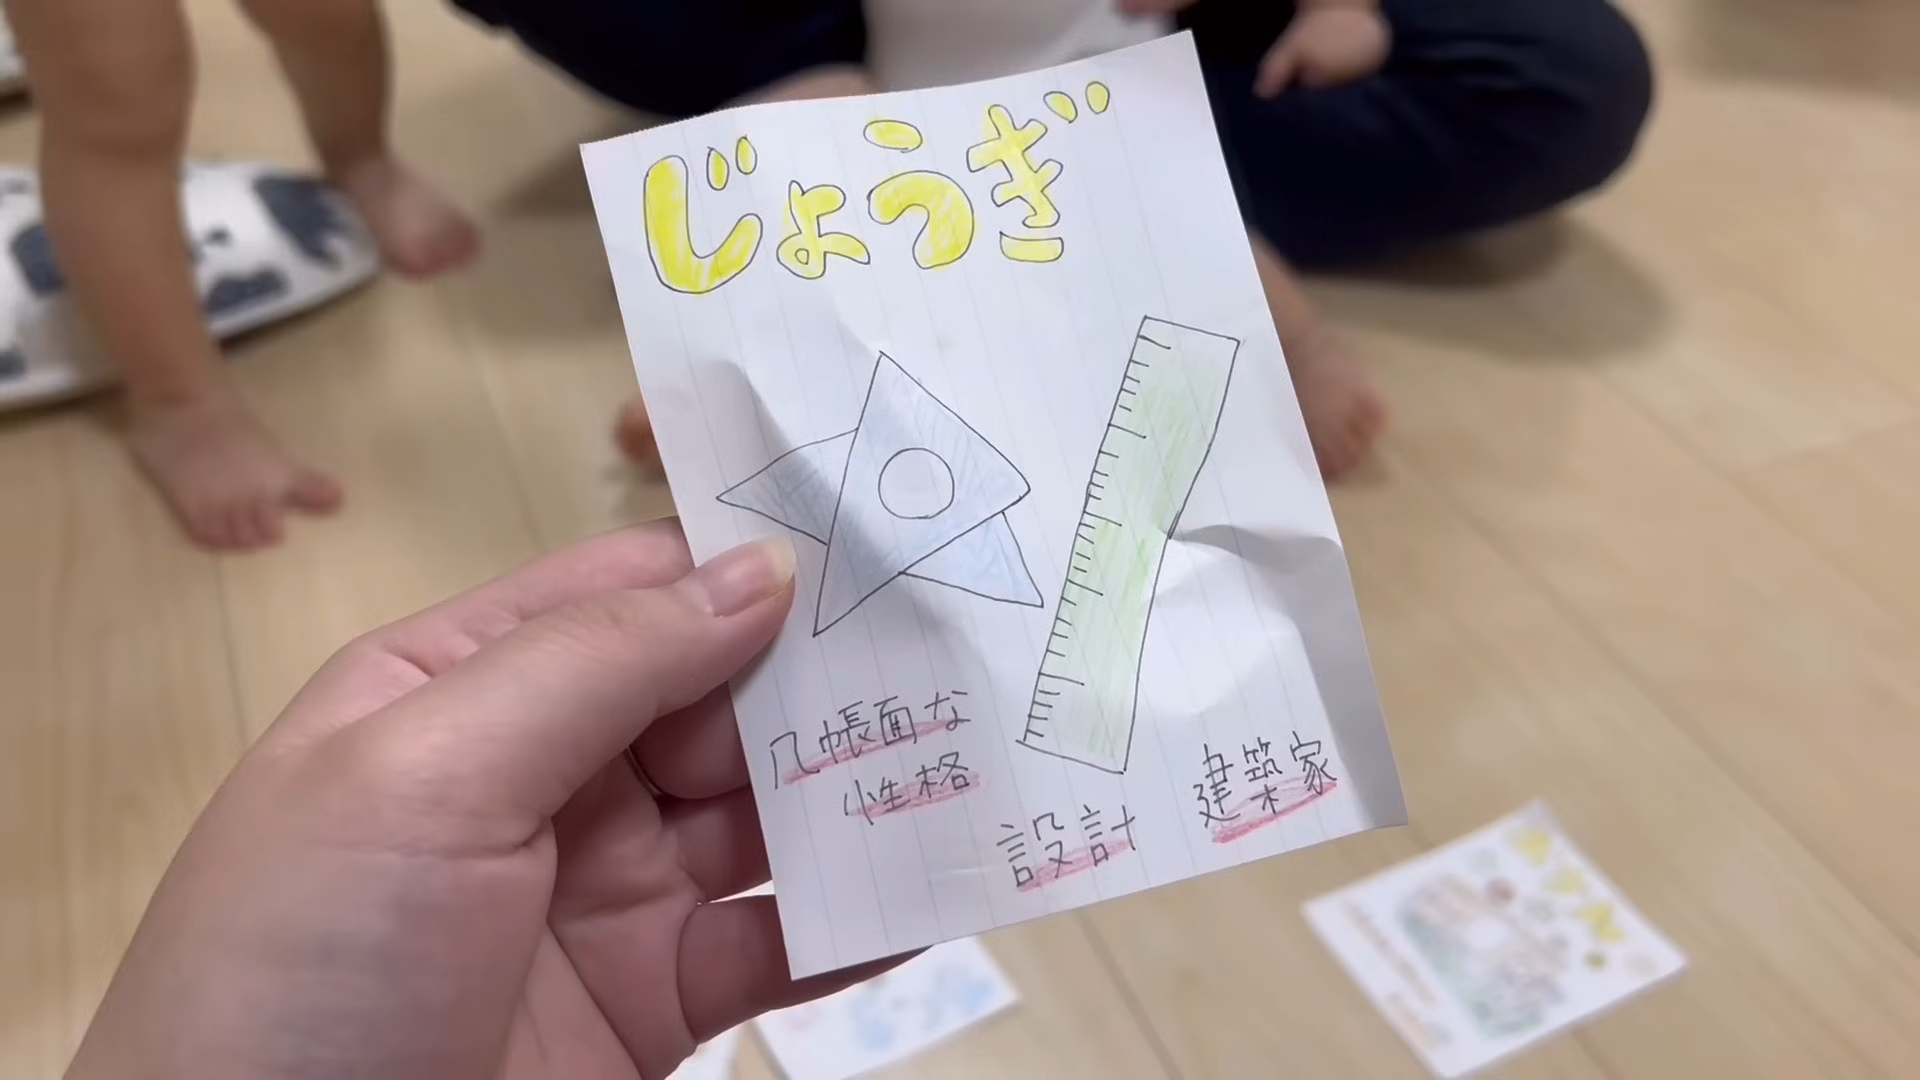 じょうぎ
几帳面な
性格
設計
建築家